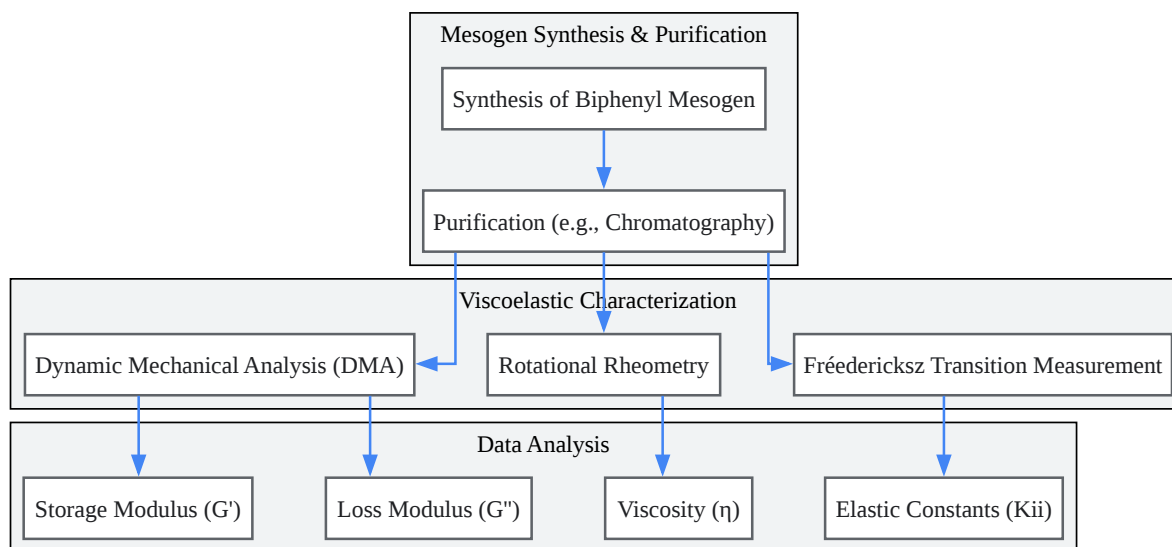 Mesogen Synthesis & Purification
Synthesis of Biphenyl Mesogen
Purification (e.g., Chromatography)
Viscoelastic Characterization
Dynamic Mechanical Analysis (DMA)
Rotational Rheometry
Fréedericksz Transition Measurement
Data Analysis
Storage Modulus (G')
Loss Modulus (G'')
Viscosity (η)
Elastic Constants (Kii)